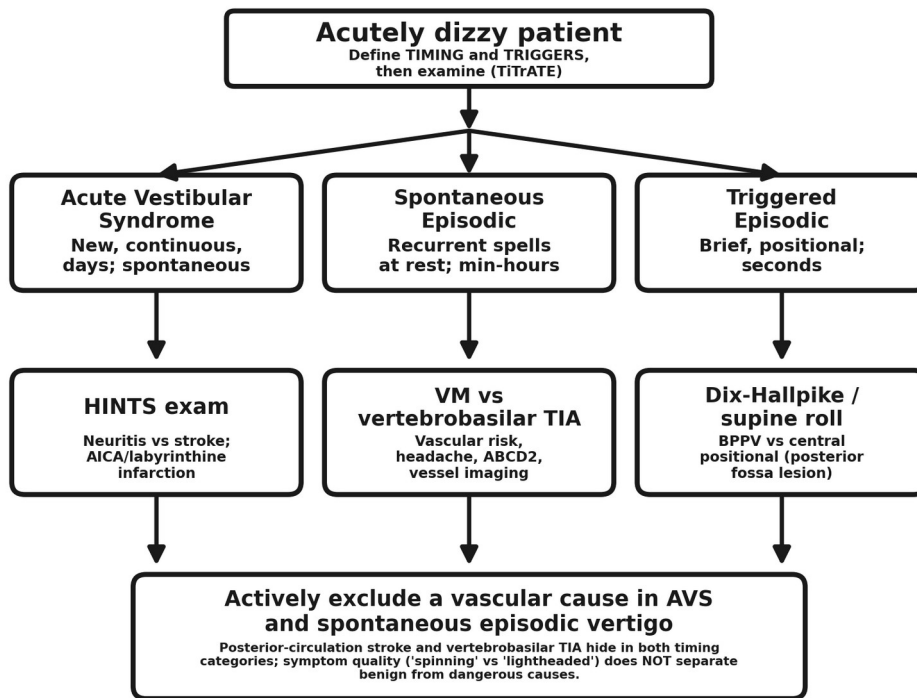 Acutely dizzy patient
Define TIMING and TRIGGERS,
then examine (TiTrATE)
Acute Vestibular
Syndrome
New, continuous,
days; spontaneous
Spontaneous
Episodic
Recurrent spells
at rest; min-hours
Triggered
Episodic
Brief, positional;
seconds
HINTS exam
Neuritis vs stroke;
AICA/labyrinthine
infarction
VM vs
vertebrobasilar TIA
Vascular risk,
headache, ABCD2,
vessel imaging
Dix-Hallpike /
supine roll
BPPV vs central
positional (posterior
fossa lesion)
Actively exclude a vascular cause in AVS
and spontaneous episodic vertigo
Posterior-circulation stroke and vertebrobasilar TIA hide in both timing
categories; symptom quality ('spinning' vs 'lightheaded') does NOT separate
benign from dangerous causes.